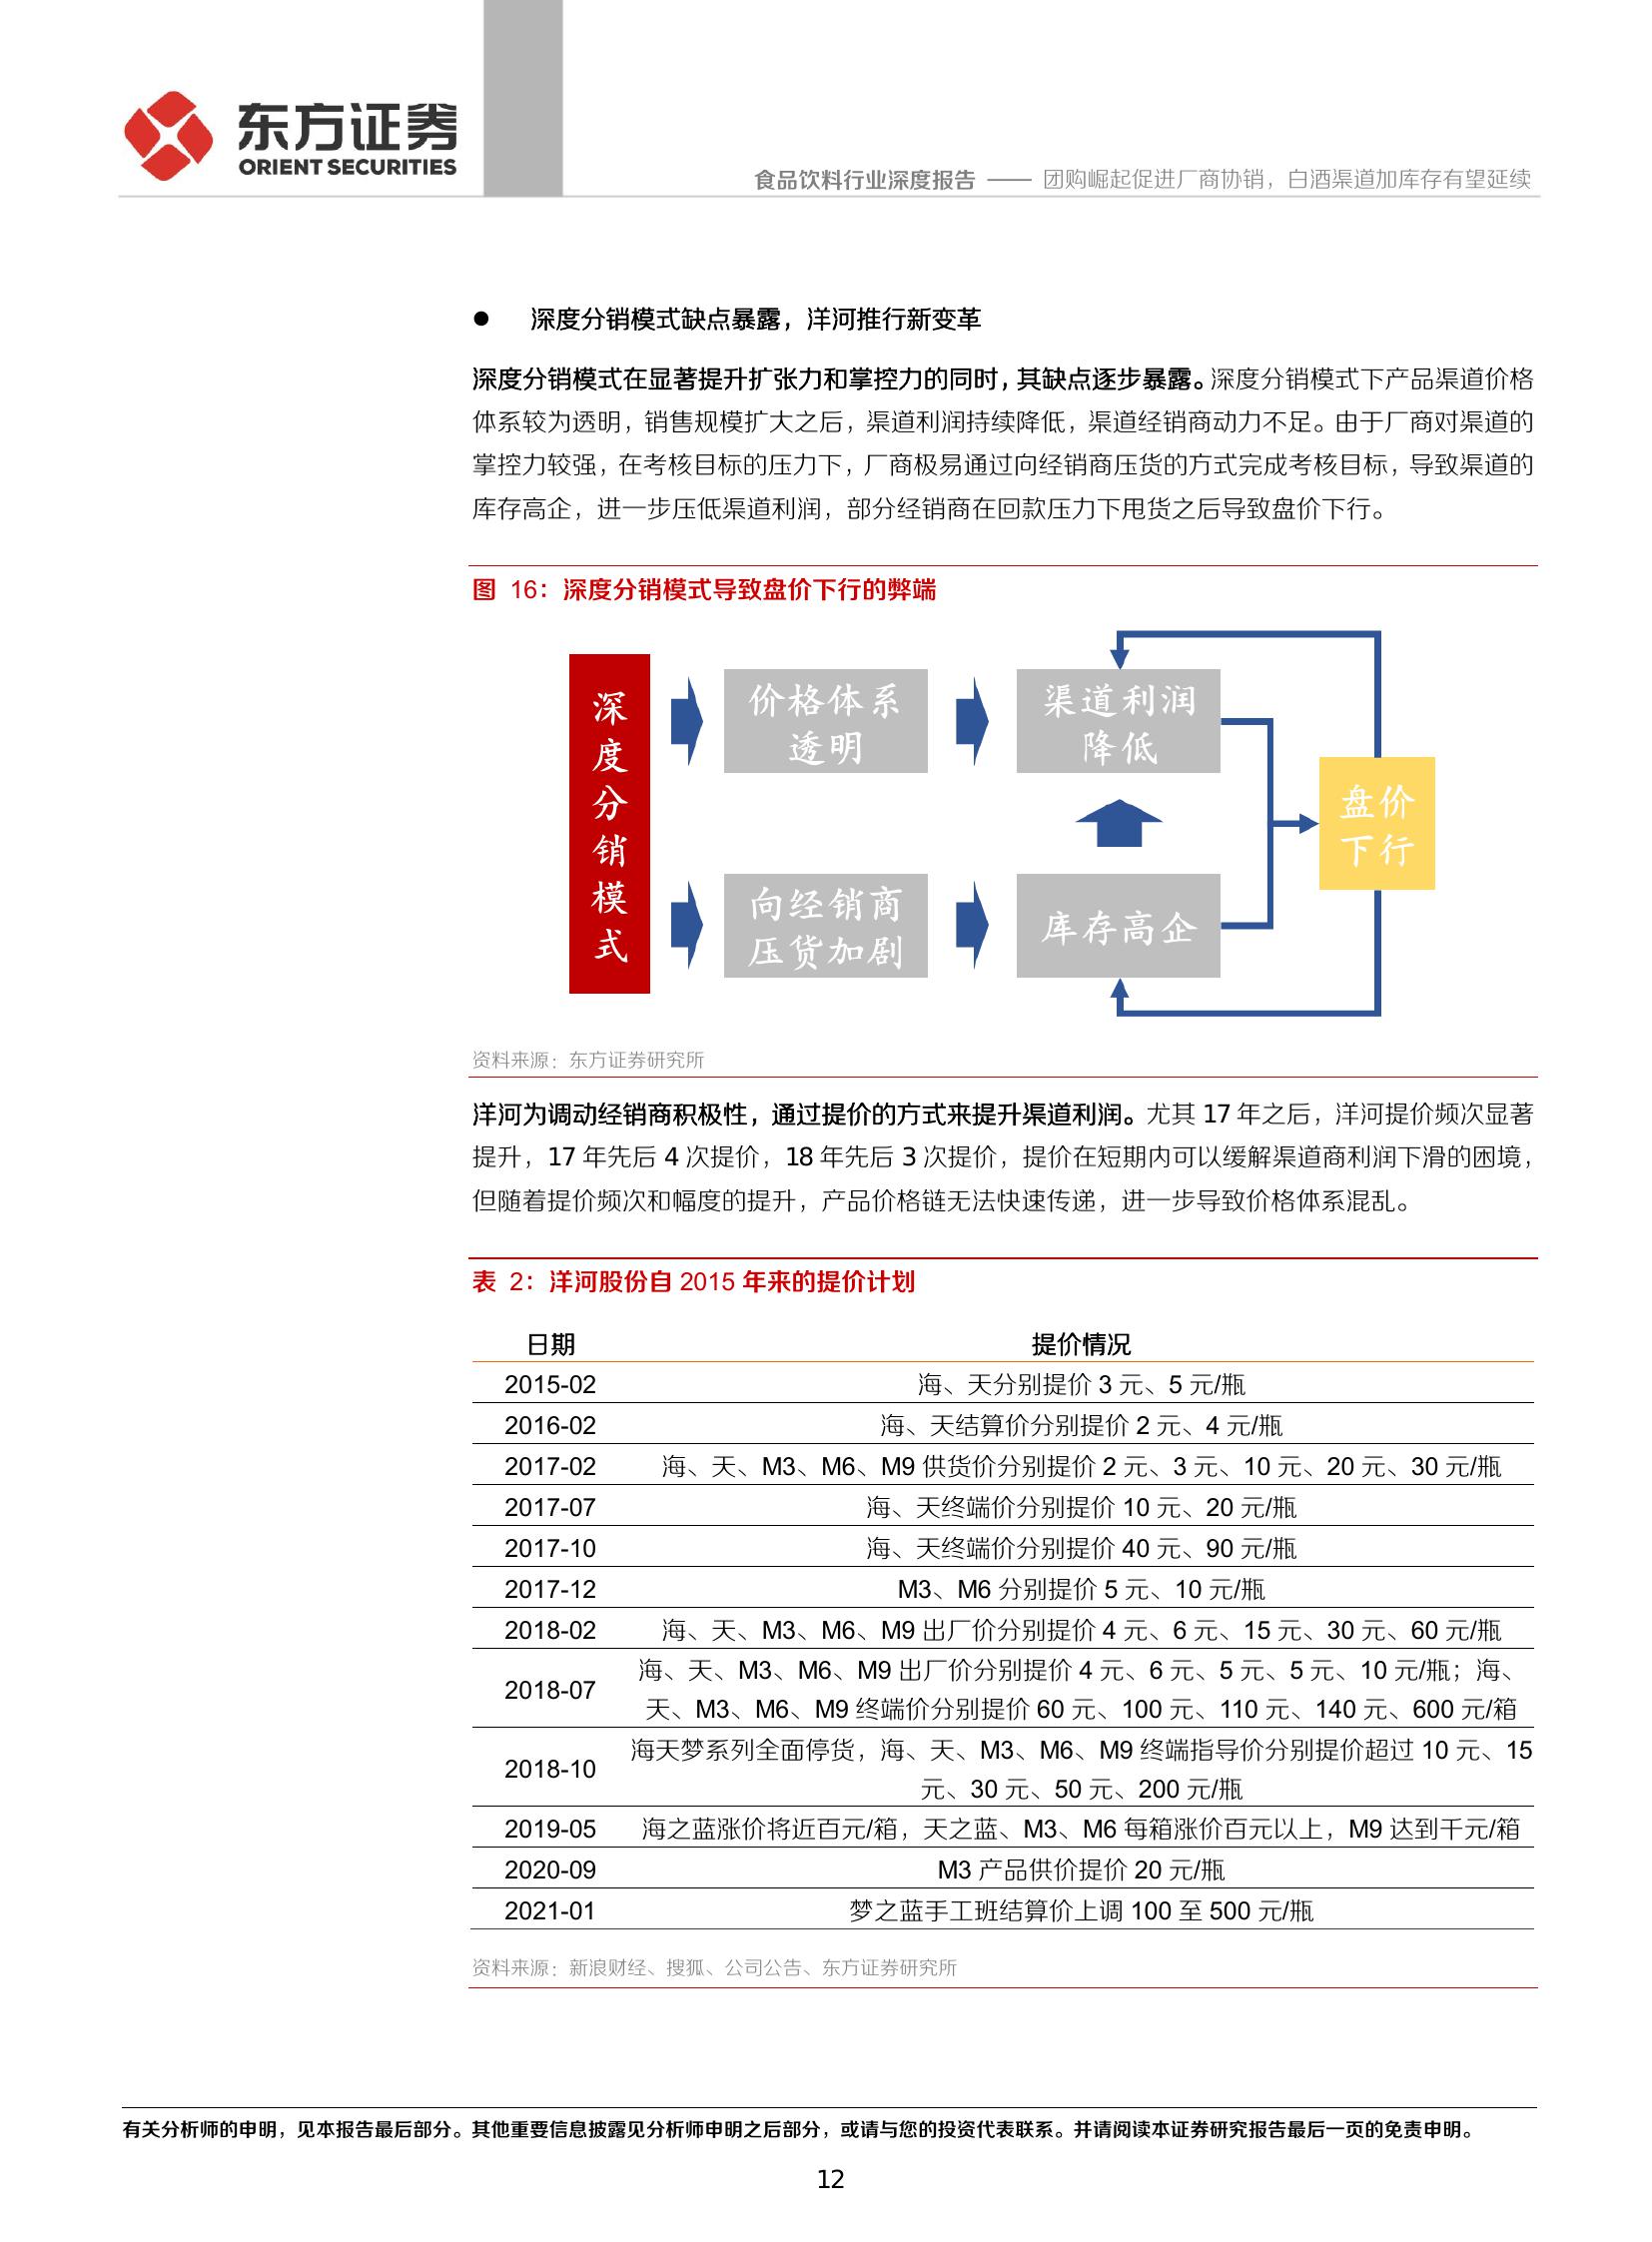 东方证券
ORIENT SECURITIES
食品饮料行业深度报告 —— 团购崛起促进厂商协销，白酒渠道加库存有望延续
● 深度分销模式缺点暴露，洋河推行新变革
深度分销模式在显著提升扩张力和掌控力的同时，其缺点逐步暴露。深度分销模式下产品渠道价格
体系较为透明，销售规模扩大之后，渠道利润持续降低，渠道经销商动力不足。由于厂商对渠道的
掌控力较强，在考核目标的压力下，厂商极易通过向经销商压货的方式完成考核目标，导致渠道的
库存高企，进一步压低渠道利润，部分经销商在回款压力下甩货之后导致盘价下行。
图 16：深度分销模式导致盘价下行的弊端
深
度
分
销
模
式
价格体系
透明
渠道利润
降低
向经销商
压货加剧
库存高企
盘价
下行
资料来源：东方证券研究所
洋河为调动经销商积极性，通过提价的方式来提升渠道利润。尤其 17 年之后，洋河提价频次显著
提升，17 年先后 4 次提价，18 年先后 3 次提价，提价在短期内可以缓解渠道商利润下滑的困境，
但随着提价频次和幅度的提升，产品价格链无法快速传递，进一步导致价格体系混乱。
表 2：洋河股份自 2015 年来的提价计划
日期 提价情况
2015-02 海、天分别提价 3 元、5 元/瓶
2016-02 海、天结算价分别提价 2 元、4 元/瓶
2017-02 海、天、M3、M6、M9 供货价分别提价 2 元、3 元、10 元、20 元、30 元/瓶
2017-07 海、天终端价分别提价 10 元、20 元/瓶
2017-10 海、天终端价分别提价 40 元、90 元/瓶
2017-12 M3、M6 分别提价 5 元、10 元/瓶
2018-02 海、天、M3、M6、M9 出厂价分别提价 4 元、6 元、15 元、30 元、60 元/瓶
2018-07 海、天、M3、M6、M9 出厂价分别提价 4 元、6 元、5 元、5 元、10 元/瓶；海、
天、M3、M6、M9 终端价分别提价 60 元、100 元、110 元、140 元、600 元/箱
2018-10 海天梦系列全面停货，海、天、M3、M6、M9 终端指导价分别提价超过 10 元、15
元、30 元、50 元、200 元/瓶
2019-05 海之蓝涨价将近百元/箱，天之蓝、M3、M6 每箱涨价百元以上，M9 达到千元/箱
2020-09 M3 产品供价提价 20 元/瓶
2021-01 梦之蓝手工班结算价上调 100 至 500 元/瓶
资料来源：新浪财经、搜狐、公司公告、东方证券研究所
有关分析师的申明，见本报告最后部分。其他重要信息披露见分析师申明之后部分，或请与您的投资代表联系。并请阅读本证券研究报告最后一页的免责申明。
12